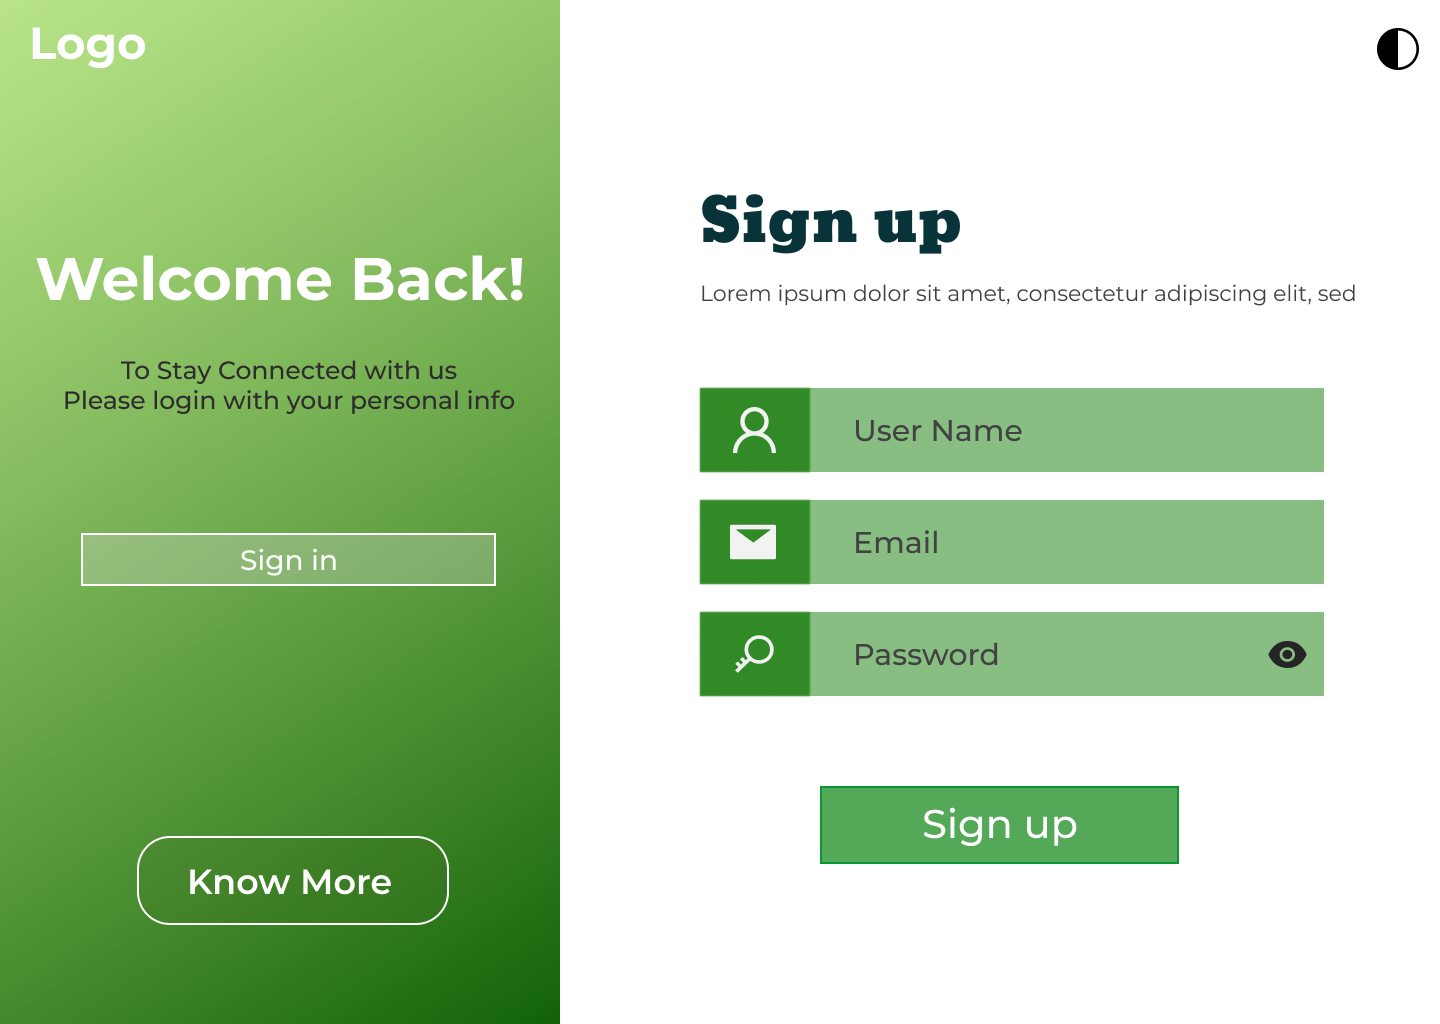 Logo
Welcome Back!
To Stay Connected with us
Please login with your personal info
Sign in
Know More
Sign up
Lorem ipsum dolor sit amet, consectetur adipiscing elit, sed
User Name
Email
Password
Sign up